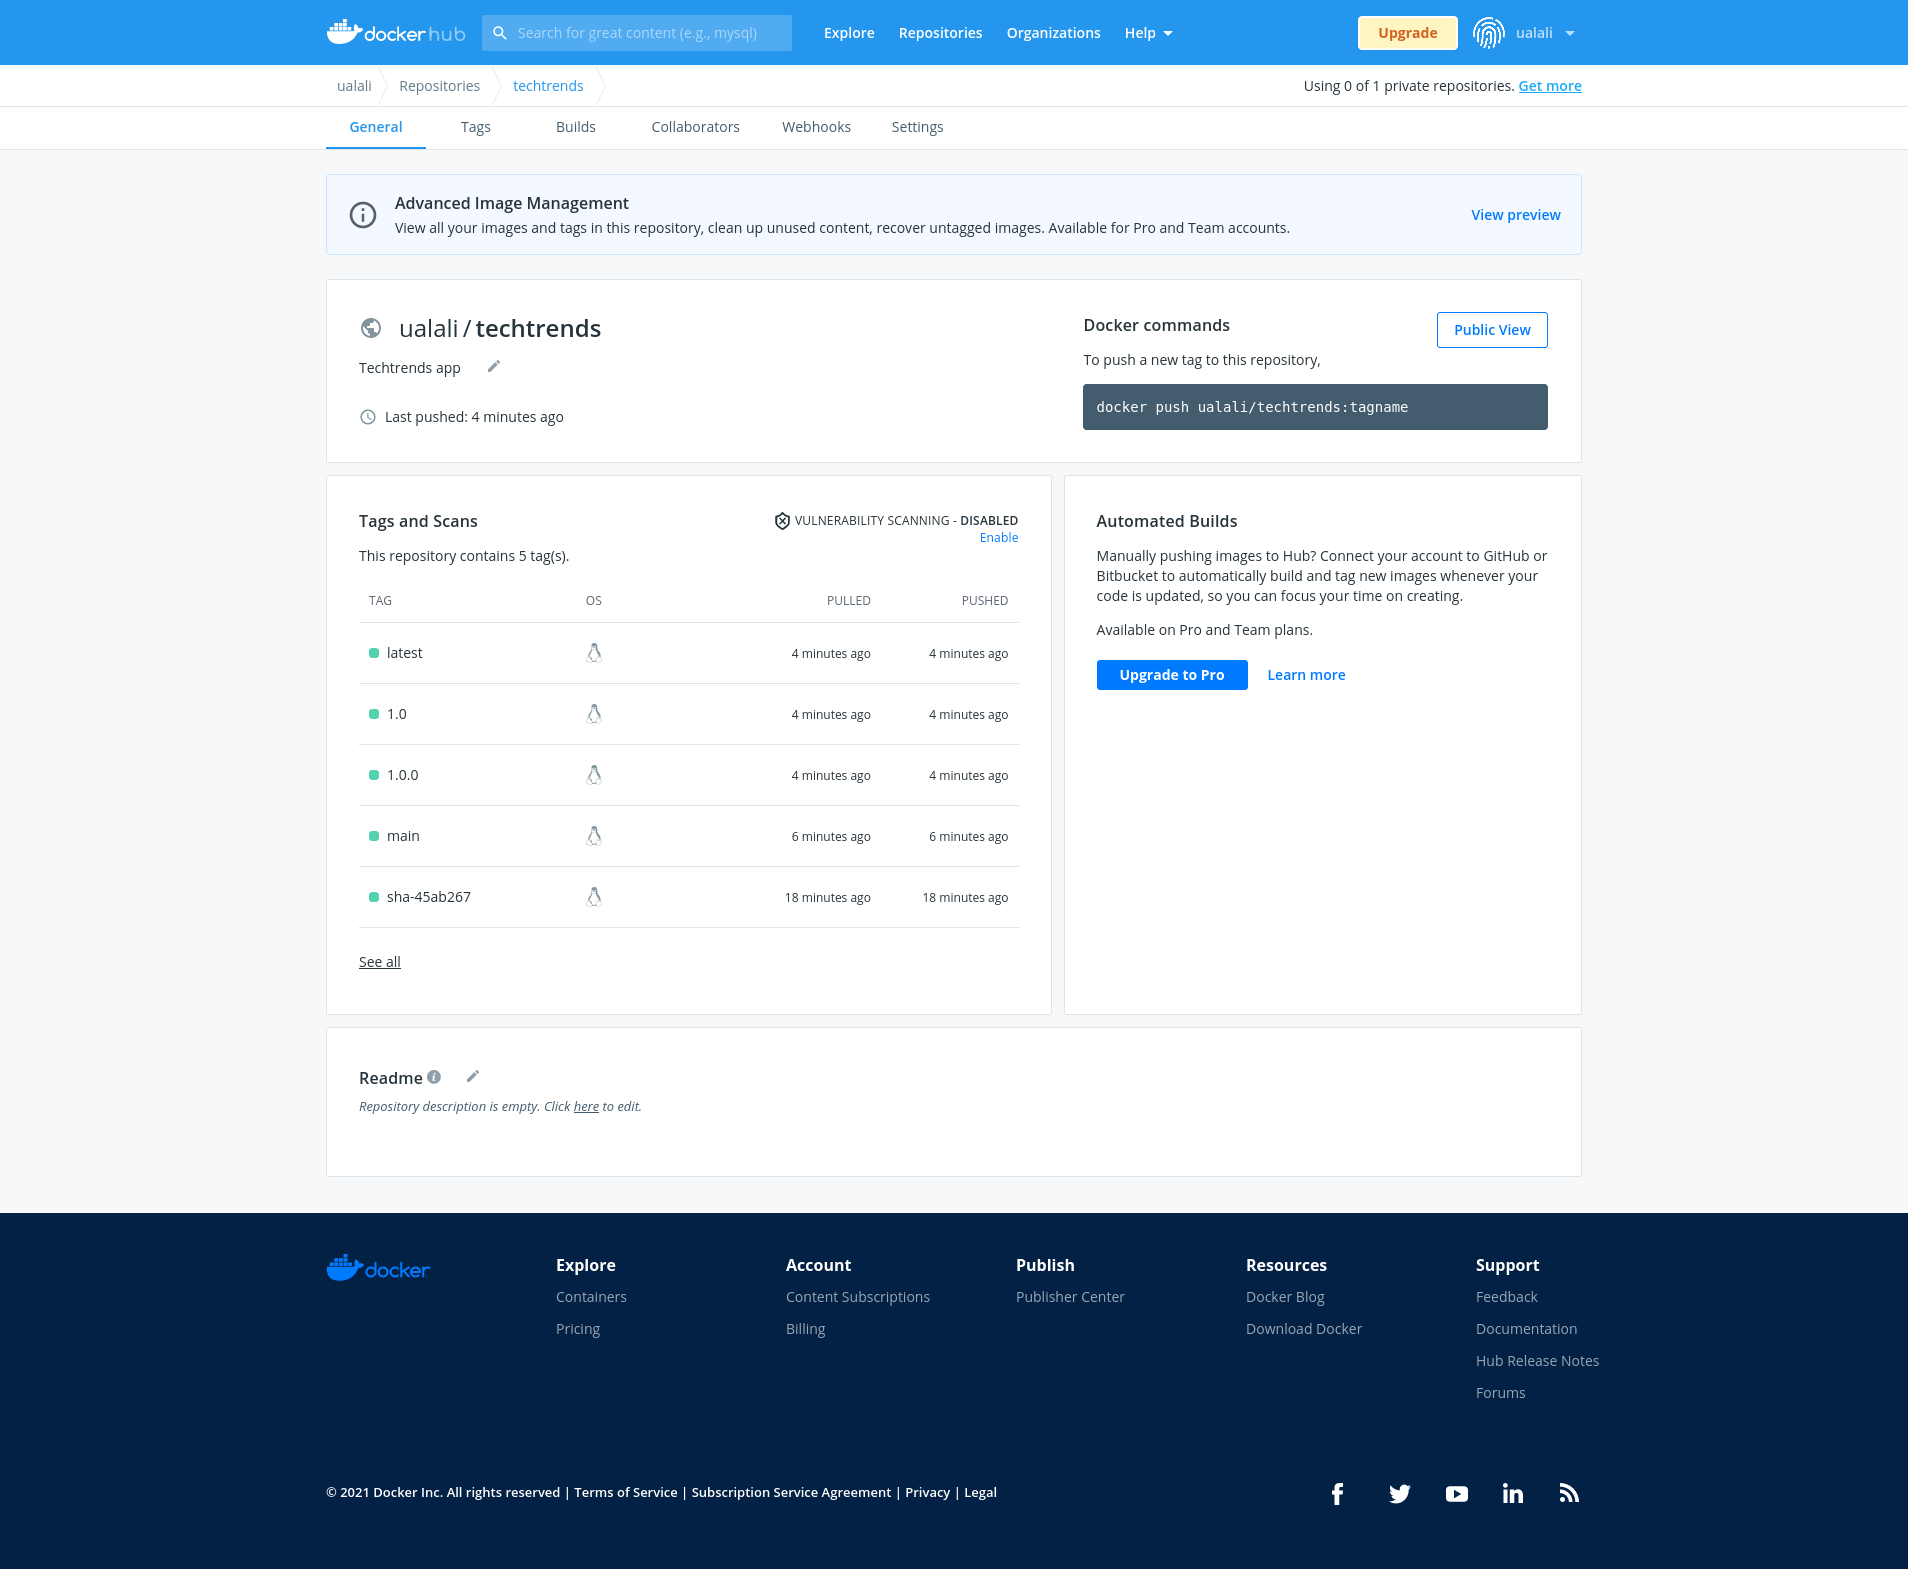 docker hub Search for great content (e.g., mysql) Explore Repositories Organizations Help Upgrade ualali
ualali Repositories techtrends Using 0 of 1 private repositories. Get more
General Tags Builds Collaborators Webhooks Settings
Advanced Image Management
View all your images and tags in this repository, clean up unused content, recover untagged images. Available for Pro and Team accounts.
View preview
ualali / techtrends
Techtrends app
Last pushed: 4 minutes ago
Docker commands
Public View
To push a new tag to this repository,
docker push ualali/techtrends:tagname
Tags and Scans
VULNERABILITY SCANNING - DISABLED
Enable
This repository contains 5 tag(s).
TAG OS PULLED PUSHED
latest 4 minutes ago 4 minutes ago
1.0 4 minutes ago 4 minutes ago
1.0.0 4 minutes ago 4 minutes ago
main 6 minutes ago 6 minutes ago
sha-45ab267 18 minutes ago 18 minutes ago
See all
Automated Builds
Manually pushing images to Hub? Connect your account to GitHub or
Bitbucket to automatically build and tag new images whenever your
code is updated, so you can focus your time on creating.
Available on Pro and Team plans.
Upgrade to Pro Learn more
Readme
Repository description is empty. Click here to edit.
docker
Explore
Containers
Pricing
Account
Content Subscriptions
Billing
Publish
Publisher Center
Resources
Docker Blog
Download Docker
Support
Feedback
Documentation
Hub Release Notes
Forums
© 2021 Docker Inc. All rights reserved | Terms of Service | Subscription Service Agreement | Privacy | Legal